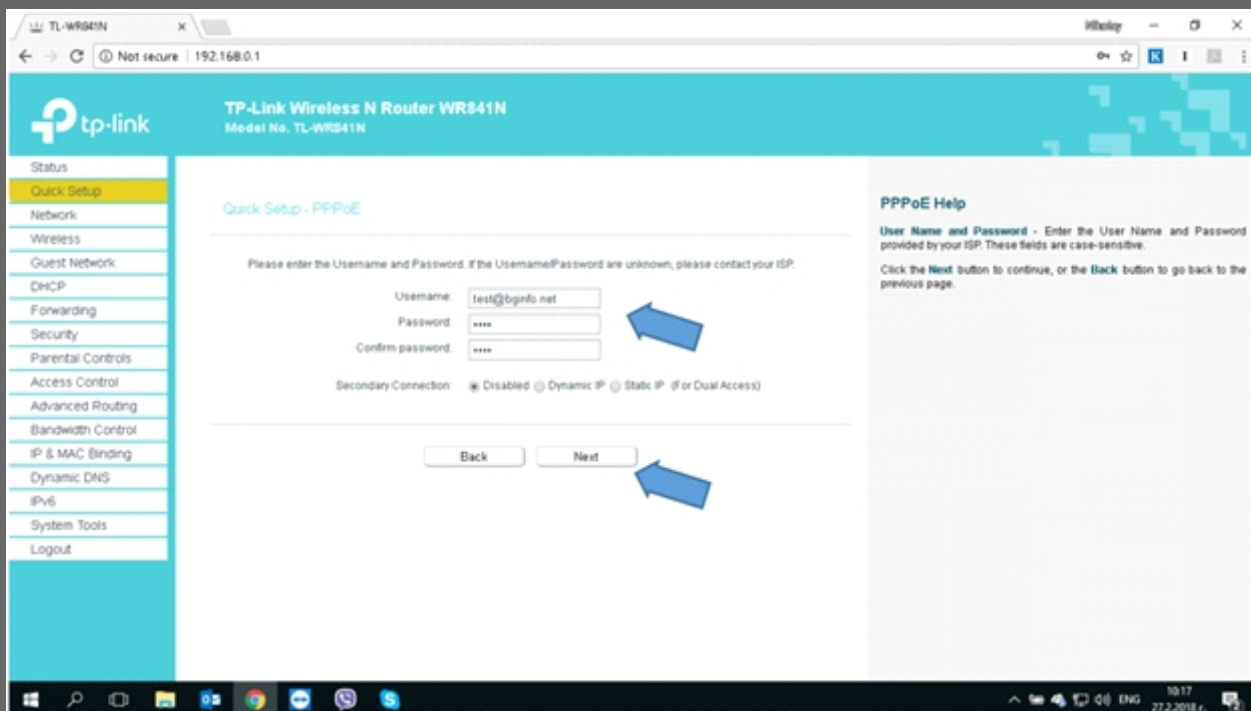 TL-WR841N
Nikolay
Not secure
192.168.0.1
tp-link
TP-Link Wireless N Router WR841N
Model No. TL-WR841N
Status
Quick Setup
Network
Wireless
Guest Network
DHCP
Forwarding
Security
Parental Controls
Access Control
Advanced Routing
Bandwidth Control
IP & MAC Binding
Dynamic DNS
IPv6
System Tools
Logout
Quick Setup - PPPoE
Please enter the Username and Password. If the Username/Password are unknown, please contact your ISP.
Username:
test@bginfo.net
Password:
••••
Confirm password:
••••
Secondary Connection:
Disabled
Dynamic IP
Static IP
(For Dual Access)
Back
Next
PPPoE Help
User Name and Password - Enter the User Name and Password
provided by your ISP. These fields are case-sensitive.
Click the Next button to continue, or the Back button to go back to the
previous page.
ENG
10:17
27.2.2018 г.